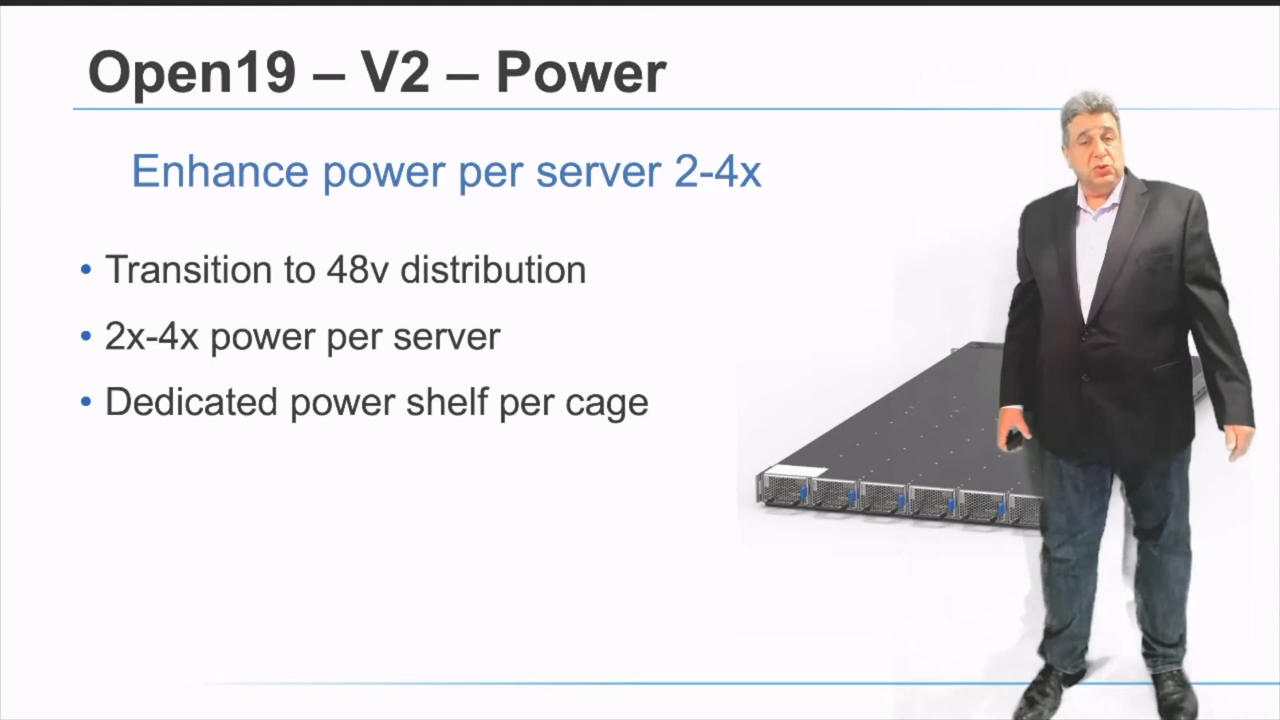 Open19 – V2 – Power
Enhance power per server 2-4x
• Transition to 48v distribution
• 2x-4x power per server
• Dedicated power shelf per cage